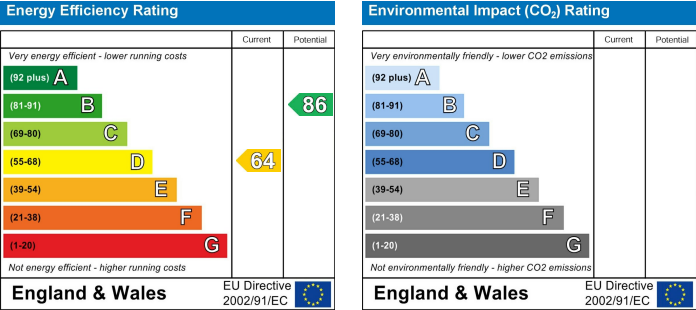 Energy Efficiency Rating
Current
Potential
Very energy efficient - lower running costs
(92 plus) A
(81-91) B
(69-80) C
(55-68) D
(39-54) E
(21-38) F
(1-20) G
64
86
Not energy efficient - higher running costs
England & Wales
EU Directive
2002/91/EC
Environmental Impact (CO₂) Rating
Current
Potential
Very environmentally friendly - lower CO2 emissions
(92 plus) A
(81-91) B
(69-80) C
(55-68) D
(39-54) E
(21-38) F
(1-20) G
Not environmentally friendly - higher CO2 emissions
England & Wales
EU Directive
2002/91/EC